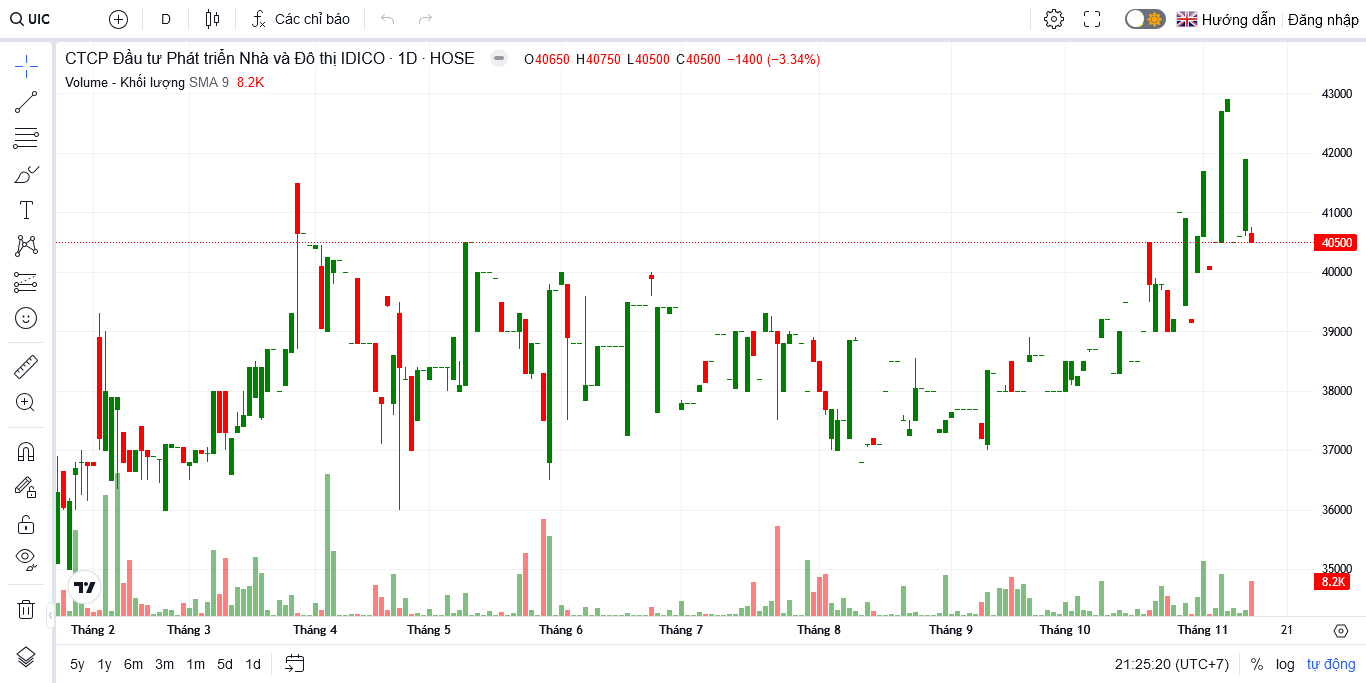 UIC D Các chỉ báo Hướng dẫn Đăng nhập
CTCP Đầu tư Phát triển Nhà và Đô thị IDICO · 1D · HOSE O40650 H40750 L40500 C40500 −1400 (−3.34%)
Volume - Khối lượng SMA 9 8.2K
43000
42000
41000
40500
40000
39000
38000
37000
36000
35000
8.2K
Tháng 2 Tháng 3 Tháng 4 Tháng 5 Tháng 6 Tháng 7 Tháng 8 Tháng 9 Tháng 10 Tháng 11 21
5y 1y 6m 3m 1m 5d 1d 21:25:20 (UTC+7) % log tự động